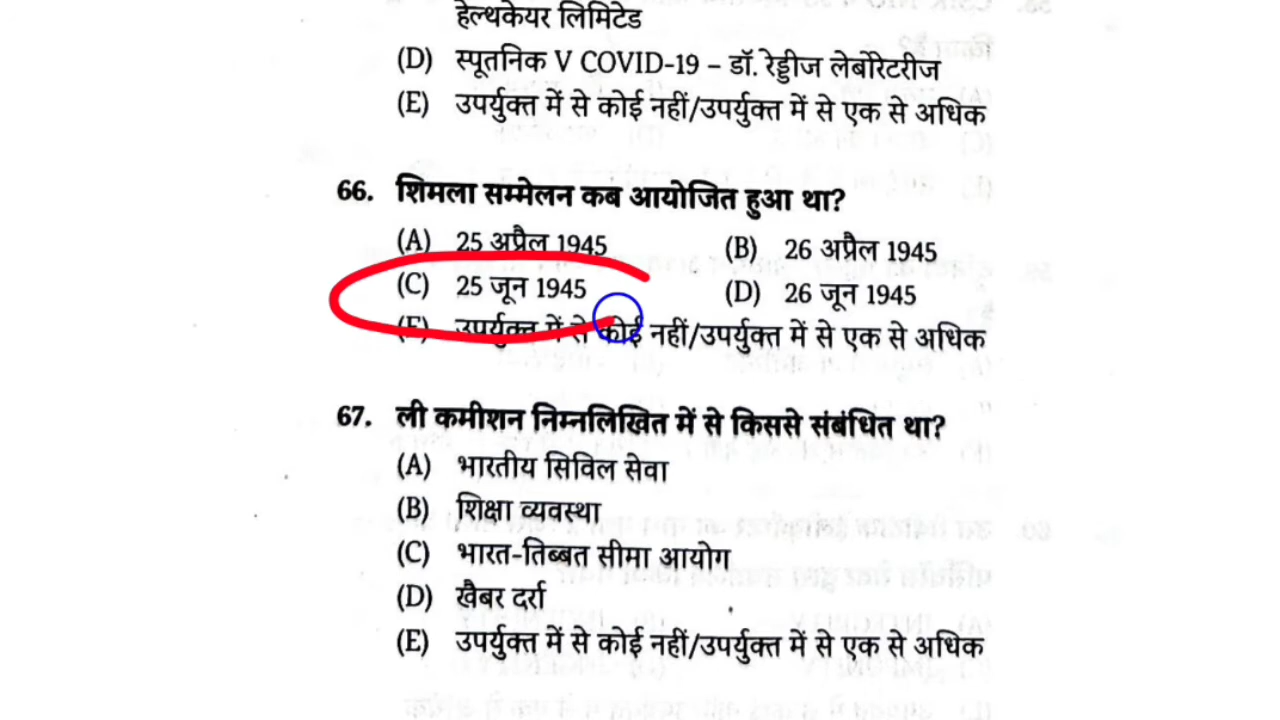 हेल्थकेयर लिमिटेड
(D) स्पूतनिक V COVID-19 – डॉ. रेड्डीज लेबोरेटरीज
(E) उपर्युक्त में से कोई नहीं/उपर्युक्त में से एक से अधिक
66. शिमला सम्मेलन कब आयोजित हुआ था?
(A) 25 अप्रैल 1945 (B) 26 अप्रैल 1945
(C) 25 जून 1945 (D) 26 जून 1945
(E) उपर्युक्त में से कोई नहीं/उपर्युक्त में से एक से अधिक
67. ली कमीशन निम्नलिखित में से किससे संबंधित था?
(A) भारतीय सिविल सेवा
(B) शिक्षा व्यवस्था
(C) भारत-तिब्बत सीमा आयोग
(D) खैबर दर्रा
(E) उपर्युक्त में से कोई नहीं/उपर्युक्त में से एक से अधिक